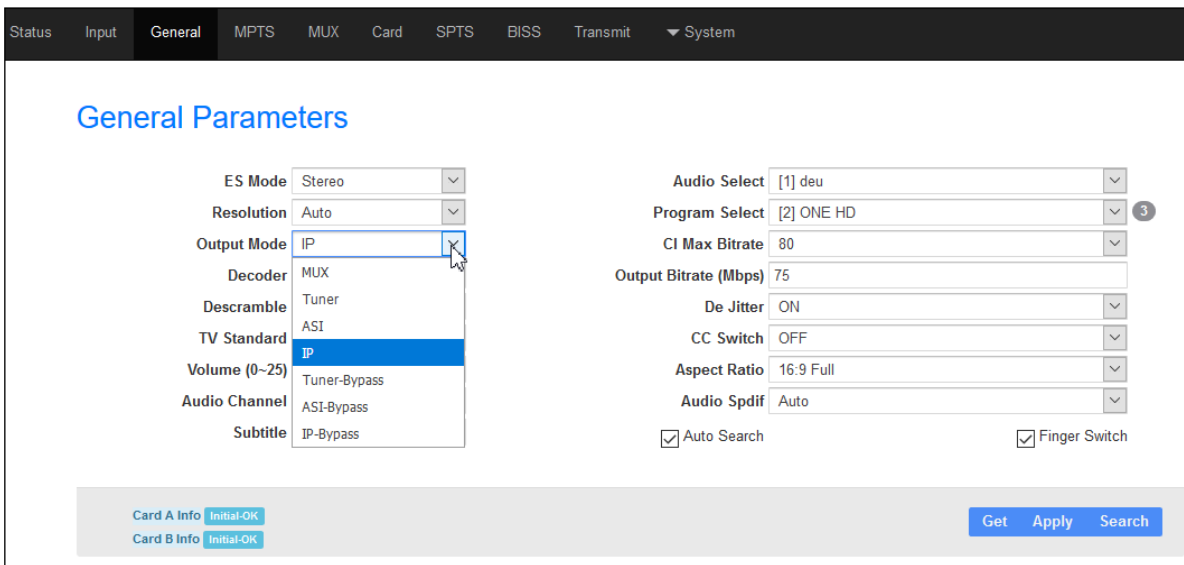 Status Input General MPTS MUX Card SPTS BISS Transmit System
General Parameters
ES Mode Stereo Audio Select [1] deu
Resolution Auto Program Select [2] ONE HD 3
Output Mode IP CI Max Bitrate 80
Decoder MUX Output Bitrate (Mbps) 75
Descramble Tuner De Jitter ON
TV Standard ASI CC Switch OFF
IP
Volume (0~25) Tuner-Bypass Aspect Ratio 16:9 Full
Audio Channel ASI-Bypass Audio Spdif Auto
Subtitle IP-Bypass Auto Search Finger Switch
Card A Info Initial-OK Get Apply Search
Card B Info Initial-OK